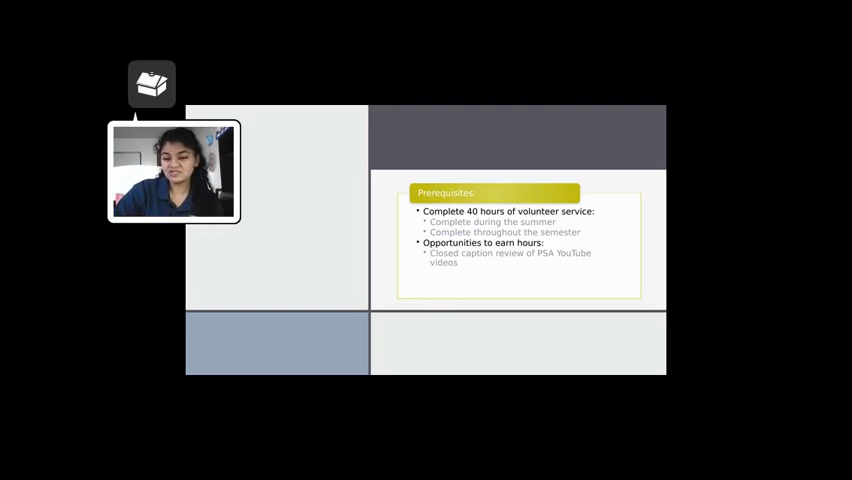 Prerequisites:
• Complete 40 hours of volunteer service:
• Complete during the summer
• Complete throughout the semester
• Opportunities to earn hours:
• Closed caption review of PSA YouTube
videos